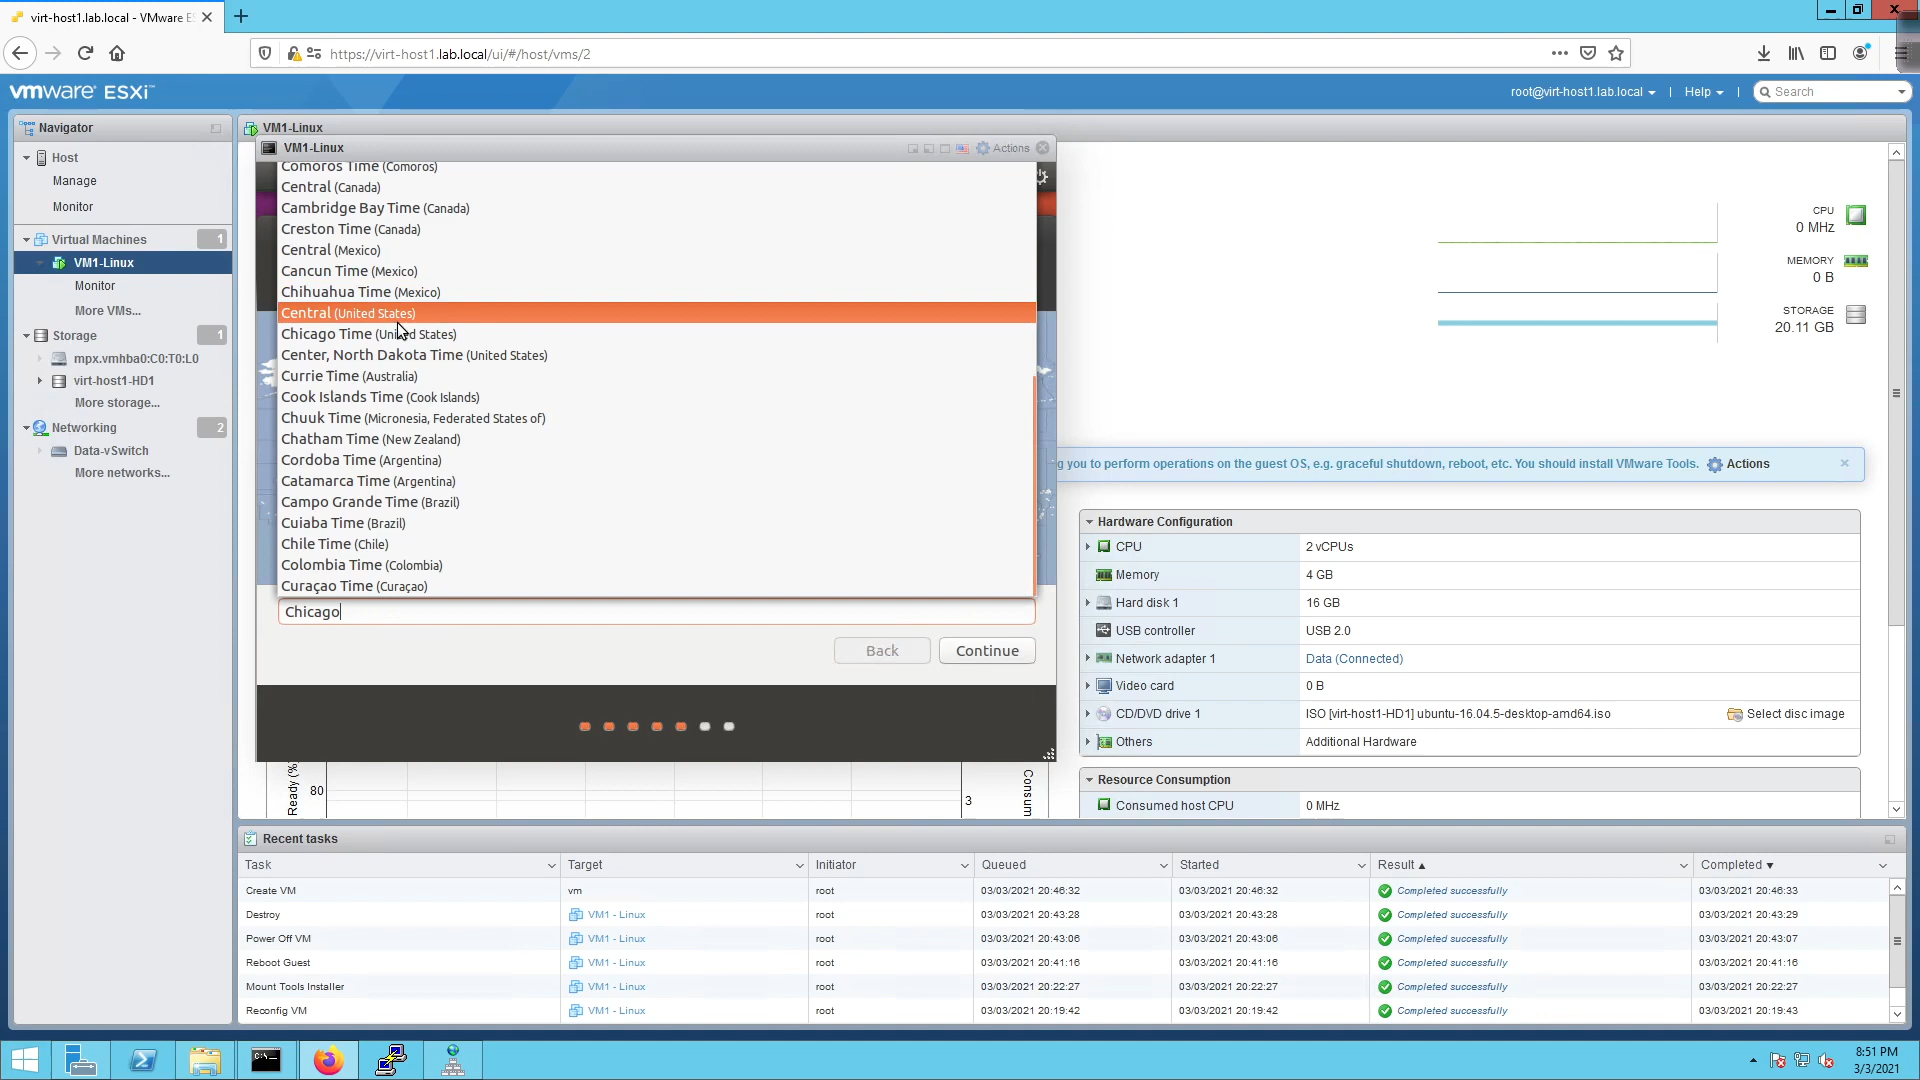 virt-host1.lab.local - VMware E
https://virt-host1.lab.local/ui/#/host/vms/2
vmware ESXi
root@virt-host1.lab.local
Help
Search
Navigator
Host
Manage
Monitor
Virtual Machines
1
VM1-Linux
Monitor
More VMs...
Storage
1
mpx.vmhba0:C0:T0:L0
virt-host1-HD1
More storage...
Networking
2
Data-vSwitch
More networks...
VM1-Linux
VM1-Linux
Actions
Comoros Time (Comoros)
Central (Canada)
Cambridge Bay Time (Canada)
Creston Time (Canada)
Central (Mexico)
Cancun Time (Mexico)
Chihuahua Time (Mexico)
Central (United States)
Chicago Time (United States)
Center, North Dakota Time (United States)
Currie Time (Australia)
Cook Islands Time (Cook Islands)
Chuuk Time (Micronesia, Federated States of)
Chatham Time (New Zealand)
Cordoba Time (Argentina)
Catamarca Time (Argentina)
Campo Grande Time (Brazil)
Cuiaba Time (Brazil)
Chile Time (Chile)
Colombia Time (Colombia)
Curaçao Time (Curaçao)
Chicago
Back
Continue
CPU
0 MHz
MEMORY
0 B
STORAGE
20.11 GB
g you to perform operations on the guest OS, e.g. graceful shutdown, reboot, etc. You should install VMware Tools.
Actions
Hardware Configuration
CPU 2 vCPUs
Memory 4 GB
Hard disk 1 16 GB
USB controller USB 2.0
Network adapter 1 Data (Connected)
Video card 0 B
CD/DVD drive 1 ISO [virt-host1-HD1] ubuntu-16.04.5-desktop-amd64.iso Select disc image
Others Additional Hardware
Resource Consumption
Consumed host CPU 0 MHz
Ready (%)
80
3
Consum
Recent tasks
Task Target Initiator Queued Started Result Completed
Create VM vm root 03/03/2021 20:46:32 03/03/2021 20:46:32 Completed successfully 03/03/2021 20:46:33
Destroy VM1 - Linux root 03/03/2021 20:43:28 03/03/2021 20:43:28 Completed successfully 03/03/2021 20:43:29
Power Off VM VM1 - Linux root 03/03/2021 20:43:06 03/03/2021 20:43:06 Completed successfully 03/03/2021 20:43:07
Reboot Guest VM1 - Linux root 03/03/2021 20:41:16 03/03/2021 20:41:16 Completed successfully 03/03/2021 20:41:16
Mount Tools Installer VM1 - Linux root 03/03/2021 20:22:27 03/03/2021 20:22:27 Completed successfully 03/03/2021 20:22:27
Reconfig VM VM1 - Linux root 03/03/2021 20:19:42 03/03/2021 20:19:42 Completed successfully 03/03/2021 20:19:43
8:51 PM
3/3/2021